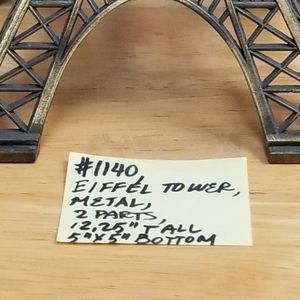 #1140,
EIFFEL TOWER,
METAL,
2 PARTS,
12.25" TALL
5"X5" BOTTOM